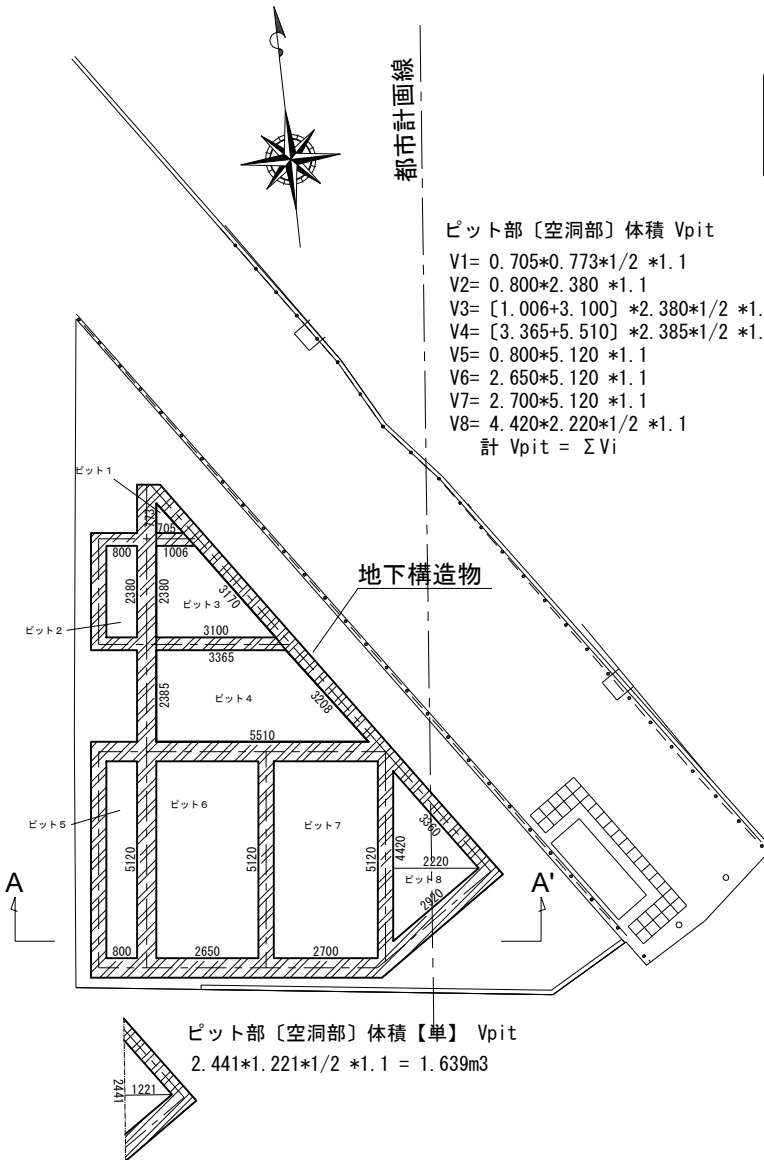 都市計画線
ピット部〔空洞部〕体積 Vpit
V1= 0.705*0.773*1/2 *1.1
V2= 0.800*2.380 *1.1
V3= 〔1.006+3.100〕*2.380*1/2 *1.
V4= 〔3.365+5.510〕*2.385*1/2 *1.
V5= 0.800*5.120 *1.1
V6= 2.650*5.120 *1.1
V7= 2.700*5.120 *1.1
V8= 4.420*2.220*1/2 *1.1
計 Vpit = ΣVi
ピット1
773
705
800
1006
地下構造物
2380
2380
3170
ピット3
ピット2
3100
3365
2385
ピット4
3208
5510
ピット6
ピット5
ピット7
3360
5120
5120
5120
4420
2220
ピット8
2920
A
A'
800
2650
2700
ピット部〔空洞部〕体積【単】 Vpit
2.441*1.221*1/2 *1.1 = 1.639m3
2441
1221